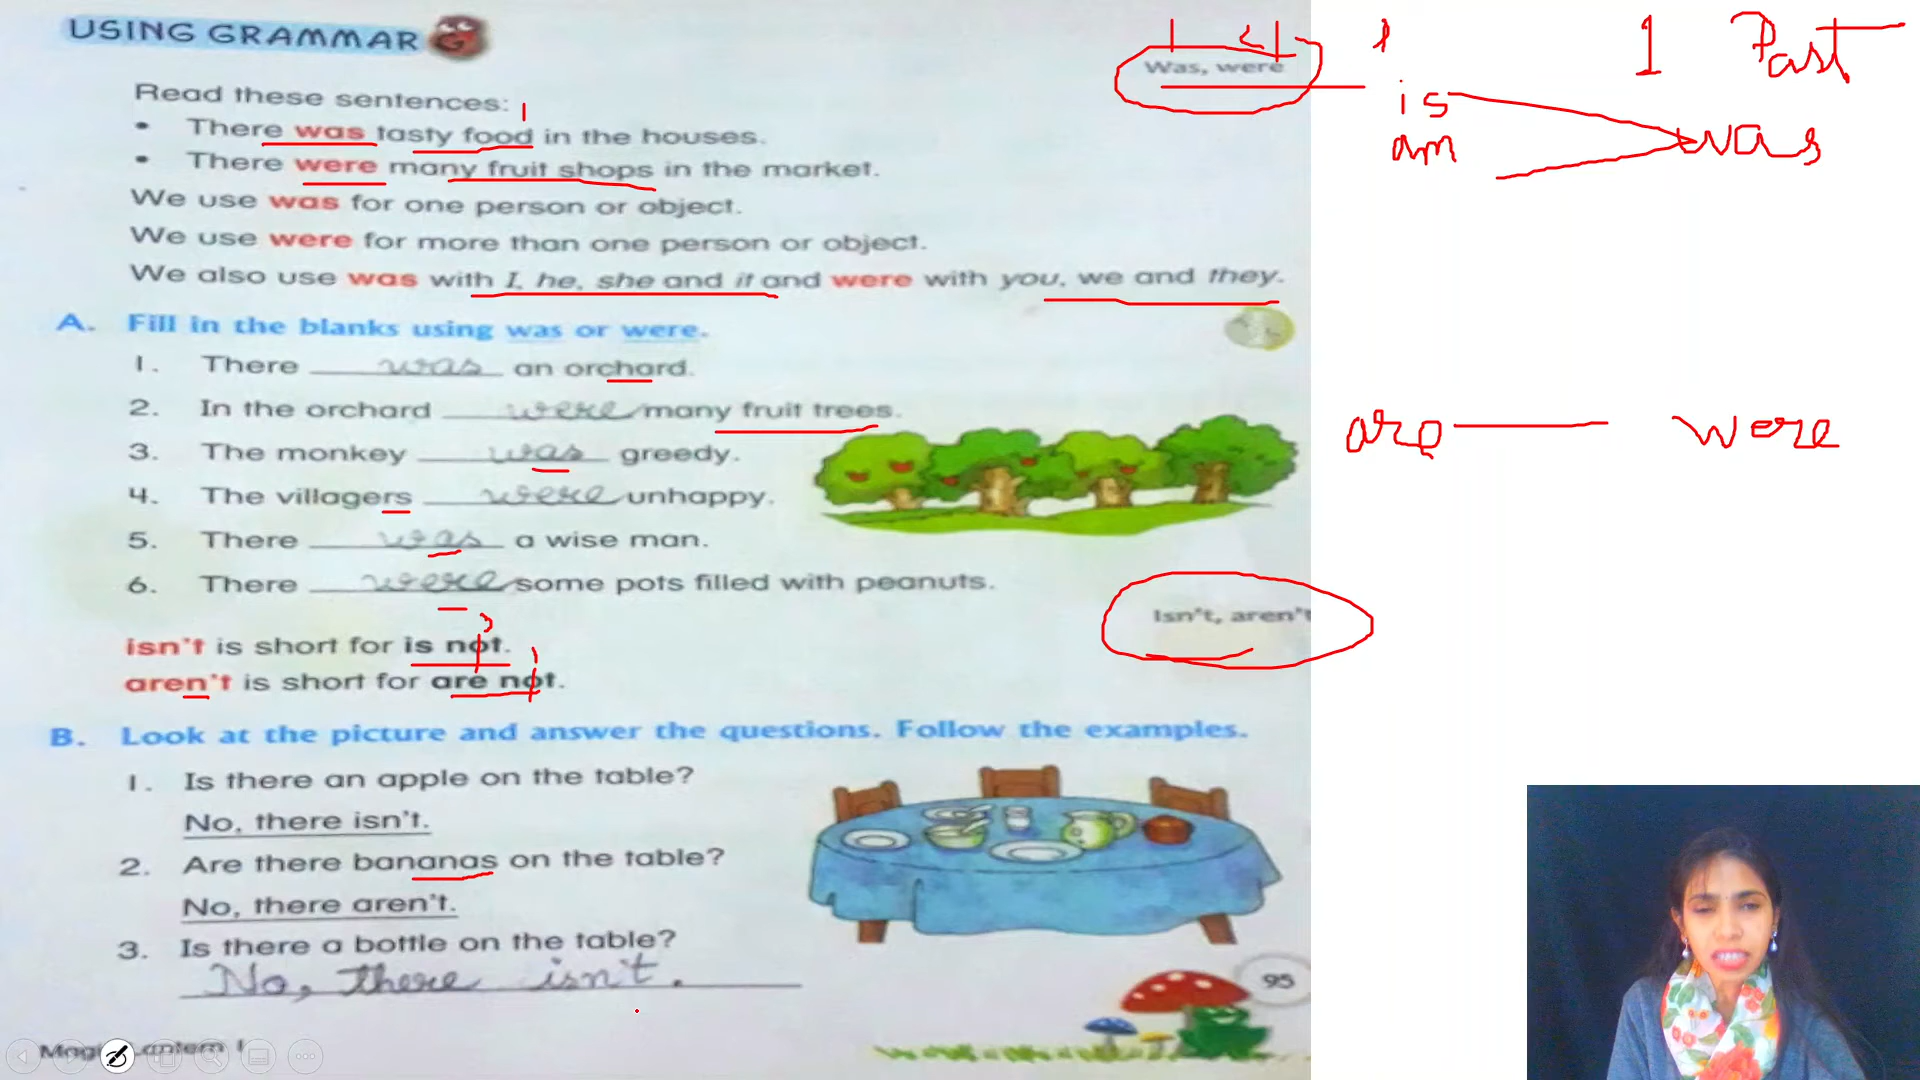 USING GRAMMAR
Was, were
1 Past
Read these sentences:
is
am
was
• There was tasty food in the houses.
• There were many fruit shops in the market.
We use was for one person or object.
We use were for more than one person or object.
We also use was with I, he, she and it and were with you, we and they.
A. Fill in the blanks using was or were.
1. There was an orchard.
2. In the orchard were many fruit trees.
are were
3. The monkey was greedy.
4. The villagers were unhappy.
5. There was a wise man.
6. There were some pots filled with peanuts.
Isn't, aren't
isn't is short for is not.
aren't is short for are not.
B. Look at the picture and answer the questions. Follow the examples.
1. Is there an apple on the table?
No, there isn't.
2. Are there bananas on the table?
No, there aren't.
3. Is there a bottle on the table?
No, there isn't.
95